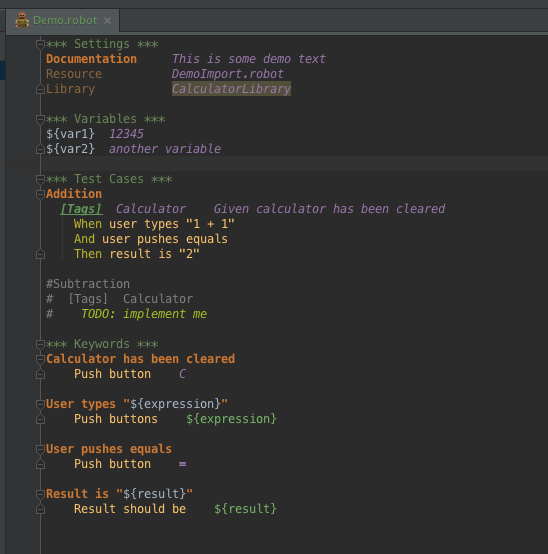 Demo.robot
*** Settings ***
Documentation     This is some demo text
Resource          DemoImport.robot
Library           CalculatorLibrary
*** Variables ***
${var1}  12345
${var2}  another variable
*** Test Cases ***
Addition
  [Tags]  Calculator    Given calculator has been cleared
    When user types "1 + 1"
    And user pushes equals
    Then result is "2"
#Subtraction
#  [Tags]  Calculator
#    TODO: implement me
*** Keywords ***
Calculator has been cleared
    Push button    C
User types "${expression}"
    Push buttons    ${expression}
User pushes equals
    Push button    =
Result is "${result}"
    Result should be    ${result}